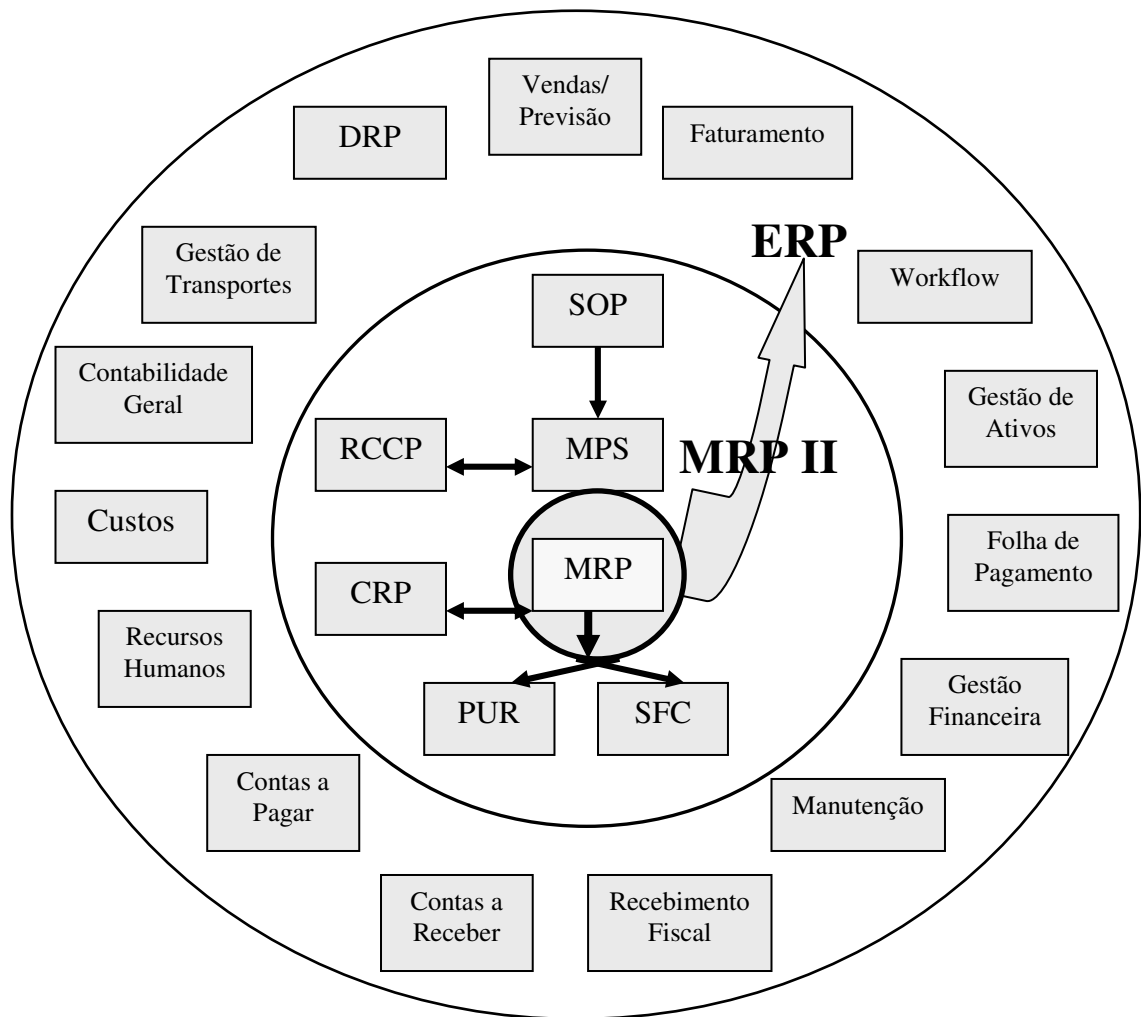 Vendas/
Previsão
DRP
Faturamento
ERP
Gestão de
Transportes
Workflow
SOP
Contabilidade
Geral
Gestão de
Ativos
RCCP
MPS
MRP II
Custos
Folha de
Pagamento
MRP
CRP
Recursos
Humanos
Gestão
Financeira
PUR
SFC
Contas a
Pagar
Manutenção
Contas a
Receber
Recebimento
Fiscal